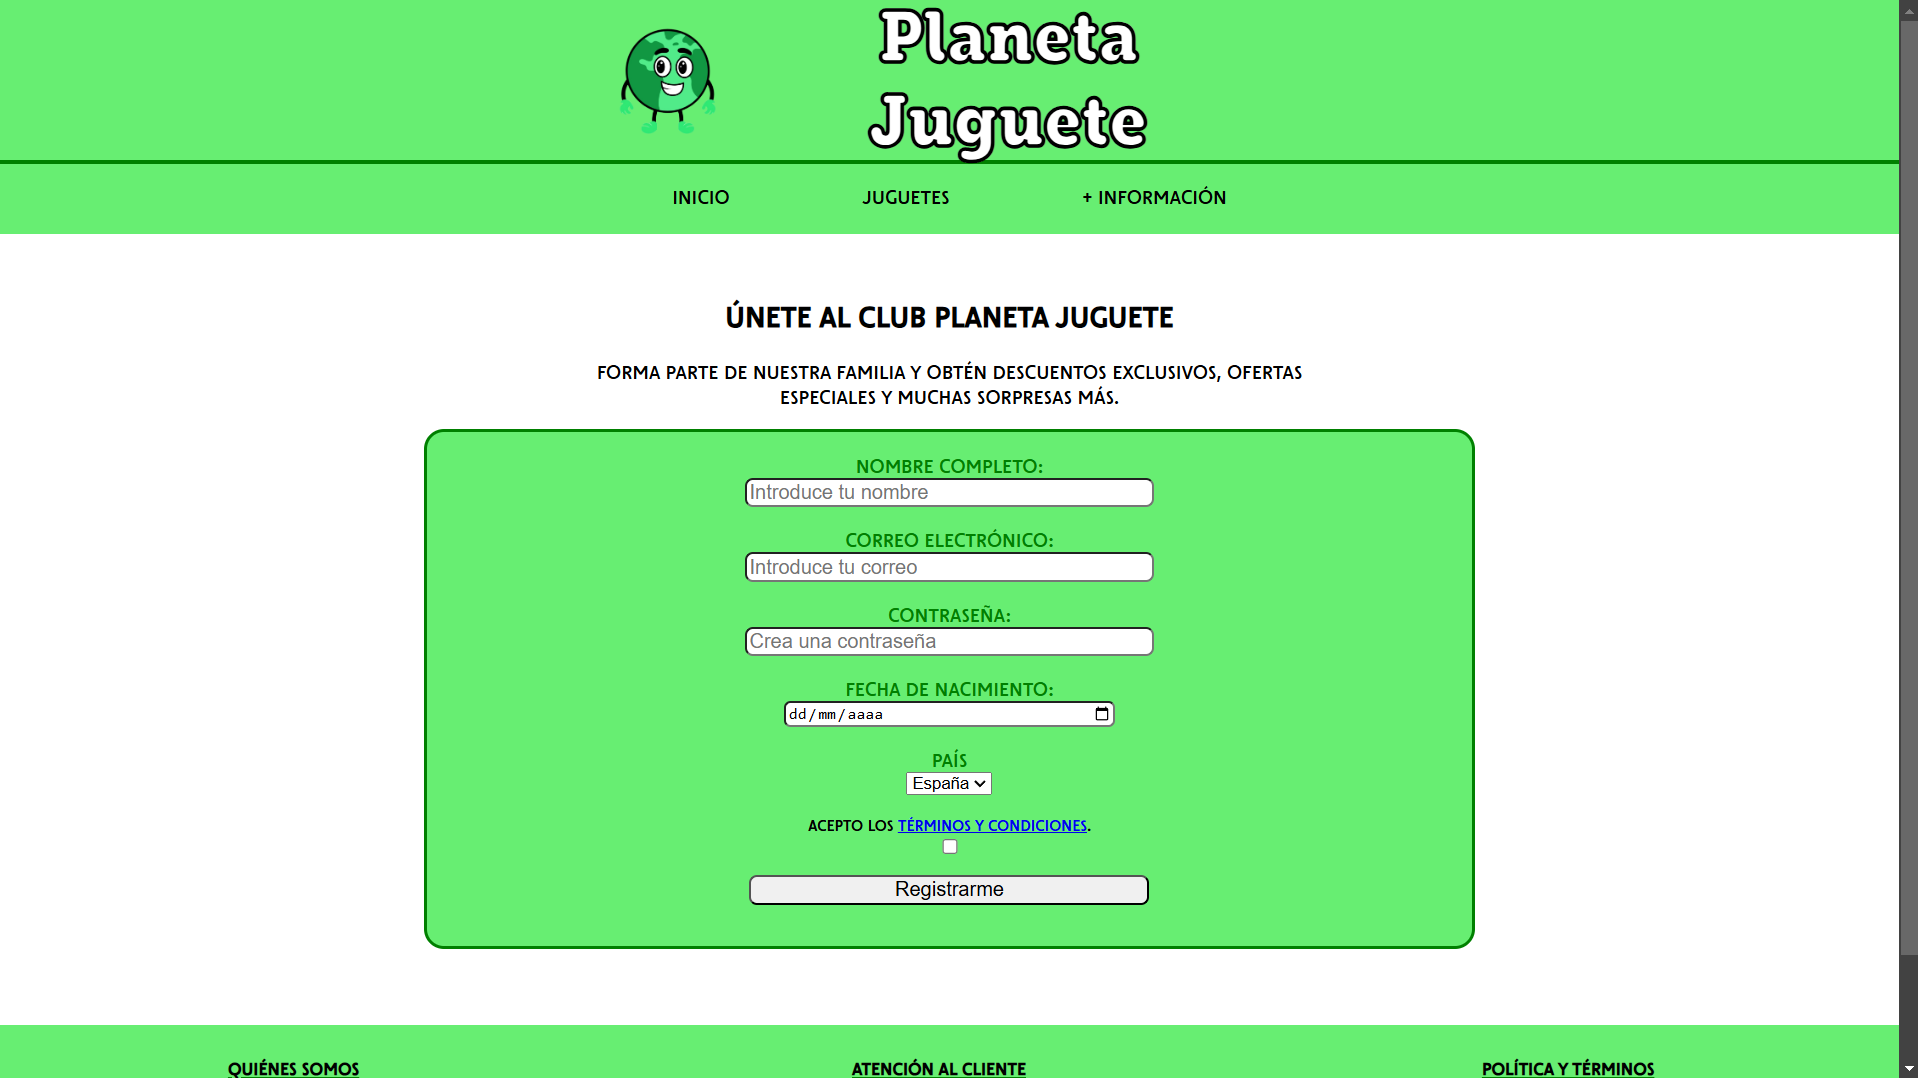 Planeta
Juguete
INICIO
JUGUETES
+ INFORMACIÓN
ÚNETE AL CLUB PLANETA JUGUETE
FORMA PARTE DE NUESTRA FAMILIA Y OBTÉN DESCUENTOS EXCLUSIVOS, OFERTAS
ESPECIALES Y MUCHAS SORPRESAS MÁS.
NOMBRE COMPLETO:
Introduce tu nombre
CORREO ELECTRÓNICO:
Introduce tu correo
CONTRASEÑA:
Crea una contraseña
FECHA DE NACIMIENTO:
dd/mm/aaaa
PAÍS
España
ACEPTO LOS TÉRMINOS Y CONDICIONES.
Registrarme
QUIÉNES SOMOS
ATENCIÓN AL CLIENTE
POLÍTICA Y TÉRMINOS